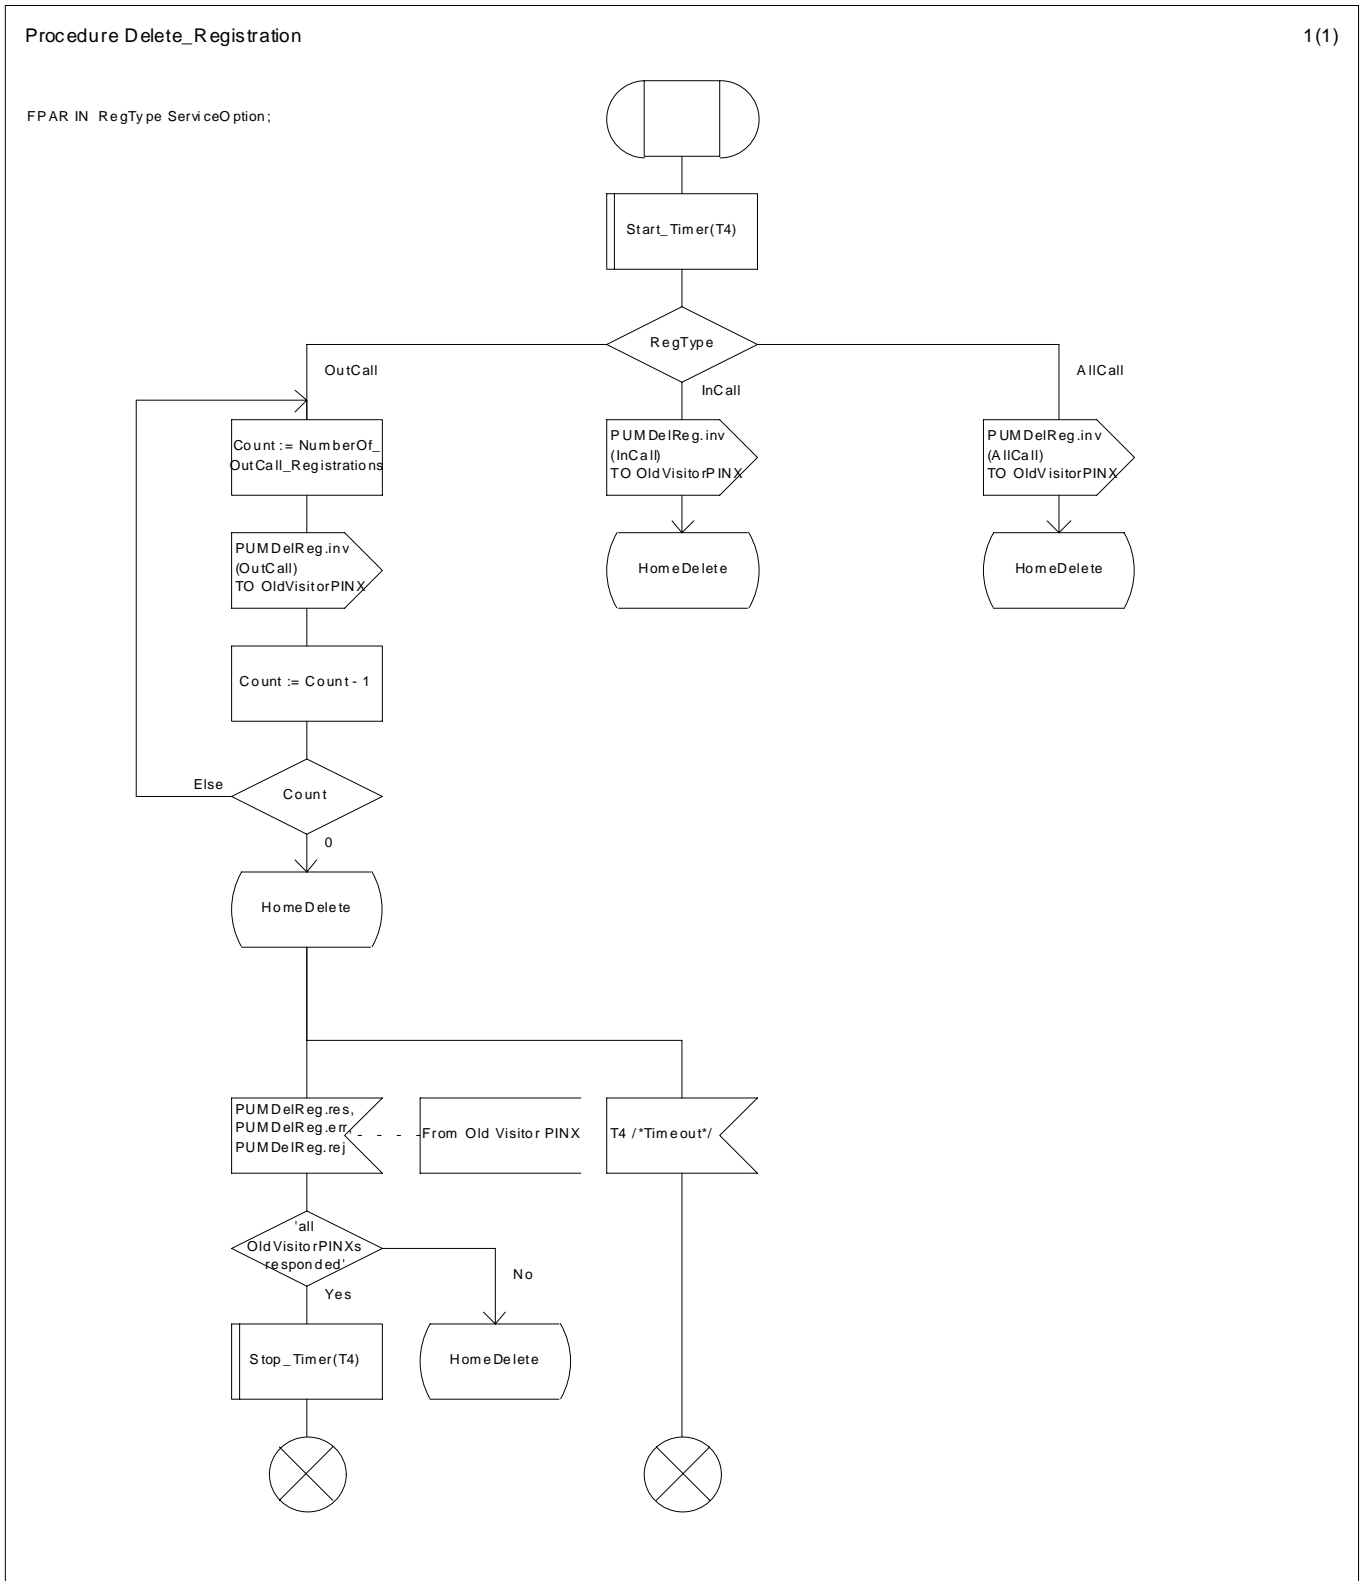 Procedure Delete_Registration
1(1)
FPAR IN RegType ServiceOption;
Start_Timer(T4)
RegType
OutCall
InCall
AllCall
Count := NumberOf_
OutCall_Registrations
PUMDelReg.inv
(InCall)
TO OldVisitorPINX
PUMDelReg.inv
(AllCall)
TO OldVisitorPINX
PUMDelReg.inv
(OutCall)
TO OldVisitorPINX
HomeDelete
HomeDelete
Count := Count - 1
Else
Count
0
HomeDelete
PUMDelReg.res,
PUMDelReg.err,
PUMDelReg.rej
From Old Visitor PINX
T4 /*Timeout*/
'all
OldVisitorPINXs
responded'
No
Yes
Stop_Timer(T4)
HomeDelete